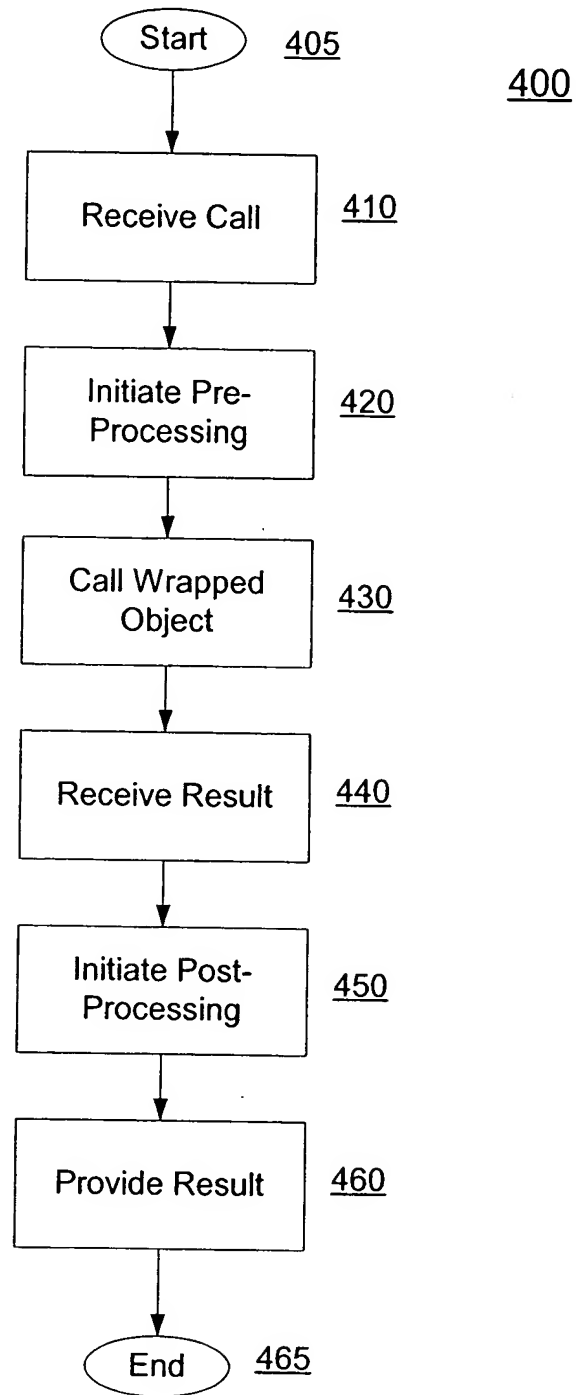 Start 405
400
Receive Call 410
Initiate Pre-
Processing 420
Call Wrapped
Object 430
Receive Result 440
Initiate Post-
Processing 450
Provide Result 460
End 465